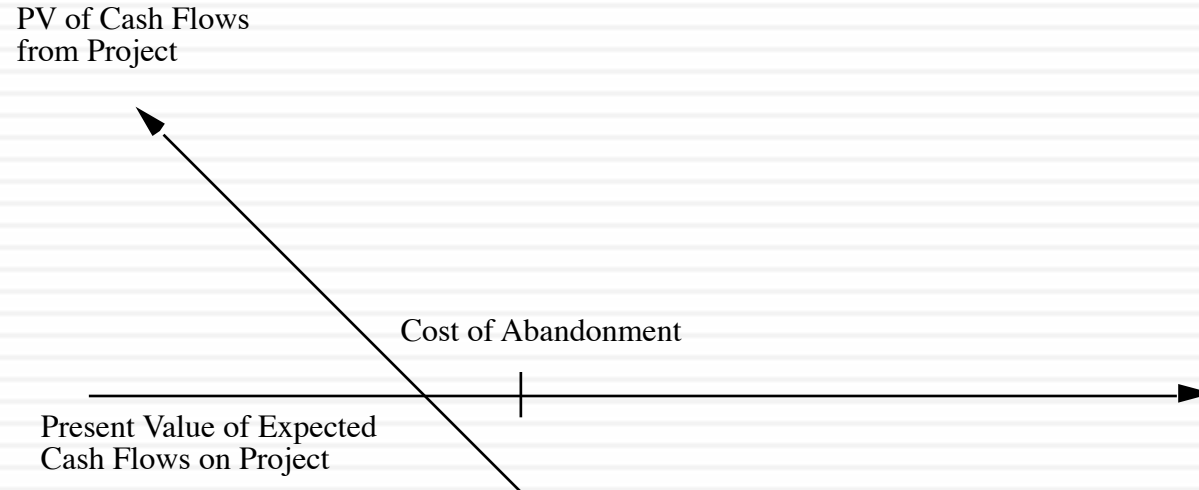 PV of Cash Flows
from Project
Cost of Abandonment
Present Value of Expected
Cash Flows on Project